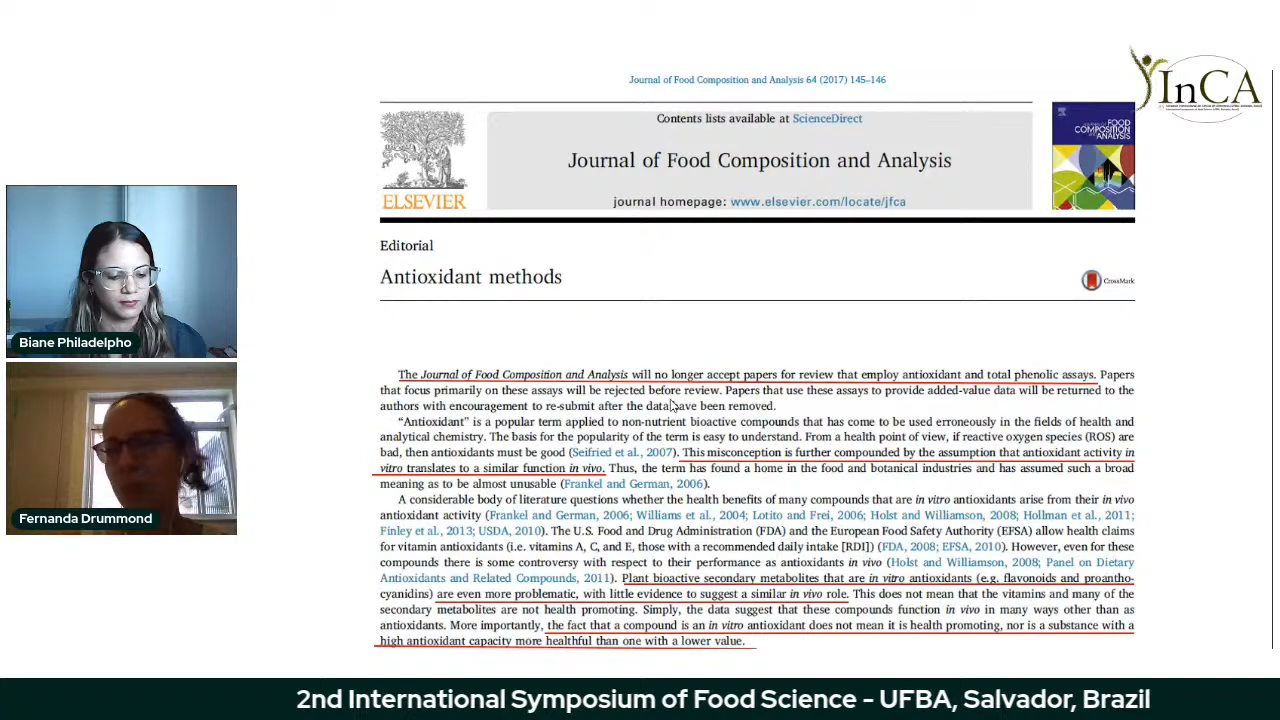 Journal of Food Composition and Analysis 64 (2017) 145–146
InCA
Contents lists available at ScienceDirect
Journal of Food Composition and Analysis
journal homepage: www.elsevier.com/locate/jfca
ELSEVIER
JOURNAL OF FOOD
COMPOSITION AND
ANALYSIS
Editorial
Antioxidant methods
CrossMark
The Journal of Food Composition and Analysis will no longer accept papers for review that employ antioxidant and total phenolic assays. Papers
that focus primarily on these assays will be rejected before review. Papers that use these assays to provide added-value data will be returned to the
authors with encouragement to re-submit after the data have been removed.
“Antioxidant” is a popular term applied to non-nutrient bioactive compounds that has come to be used erroneously in the fields of health and
analytical chemistry. The basis for the popularity of the term is easy to understand. From a health point of view, if reactive oxygen species (ROS) are
bad, then antioxidants must be good (Seifried et al., 2007). This misconception is further compounded by the assumption that antioxidant activity in
vitro translates to a similar function in vivo. Thus, the term has found a home in the food and botanical industries and has assumed such a broad
meaning as to be almost unusable (Frankel and German, 2006).
A considerable body of literature questions whether the health benefits of many compounds that are in vitro antioxidants arise from their in vivo
antioxidant activity (Frankel and German, 2006; Williams et al., 2004; Lotito and Frei, 2006; Holst and Williamson, 2008; Hollman et al., 2011;
Finley et al., 2013; USDA, 2010). The U.S. Food and Drug Administration (FDA) and the European Food Safety Authority (EFSA) allow health claims
for vitamin antioxidants (i.e. vitamins A, C, and E, those with a recommended daily intake [RDI]) (FDA, 2008; EFSA, 2010). However, even for these
compounds there is some controversy with respect to their performance as antioxidants in vivo (Holst and Williamson, 2008; Panel on Dietary
Antioxidants and Related Compounds, 2011). Plant bioactive secondary metabolites that are in vitro antioxidants (e.g. flavonoids and proantho-
cyanidins) are even more problematic, with little evidence to suggest a similar in vivo role. This does not mean that the vitamins and many of the
secondary metabolites are not health promoting. Simply, the data suggest that these compounds function in vivo in many ways other than as
antioxidants. More importantly, the fact that a compound is an in vitro antioxidant does not mean it is health promoting, nor is a substance with a
high antioxidant capacity more healthful than one with a lower value.
Biane Philadelpho
Fernanda Drummond
2nd International Symposium of Food Science - UFBA, Salvador, Brazil